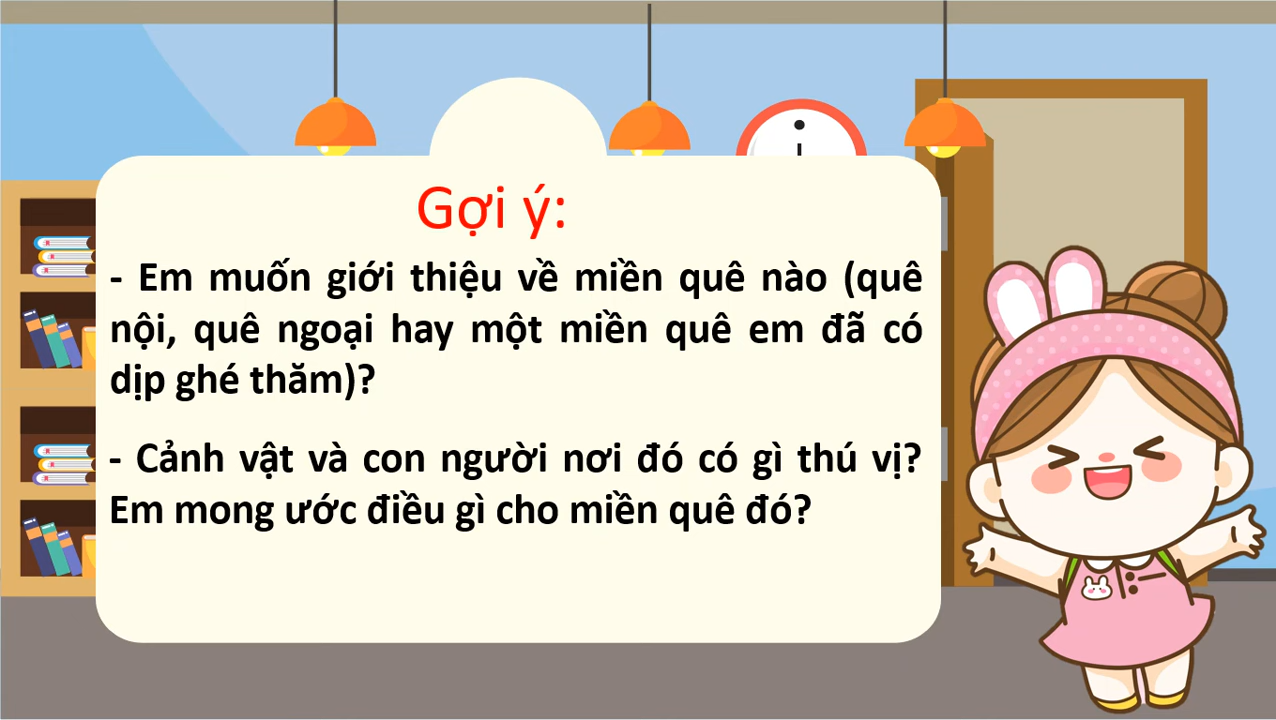 Gợi ý:
- Em muốn giới thiệu về miền quê nào (quê
nội, quê ngoại hay một miền quê em đã có
dịp ghé thăm)?
- Cảnh vật và con người nơi đó có gì thú vị?
Em mong ước điều gì cho miền quê đó?